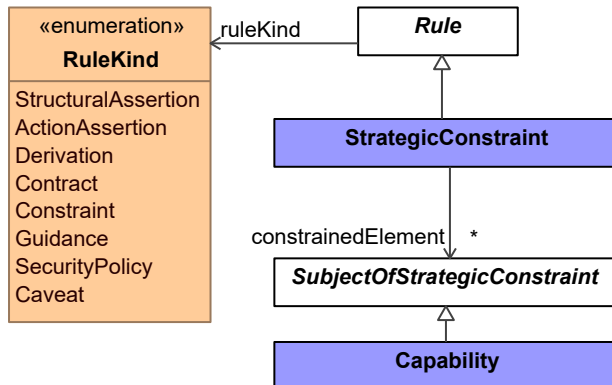 «enumeration»
RuleKind
StructuralAssertion
ActionAssertion
Derivation
Contract
Constraint
Guidance
SecurityPolicy
Caveat
ruleKind
Rule
StrategicConstraint
constrainedElement *
SubjectOfStrategicConstraint
Capability